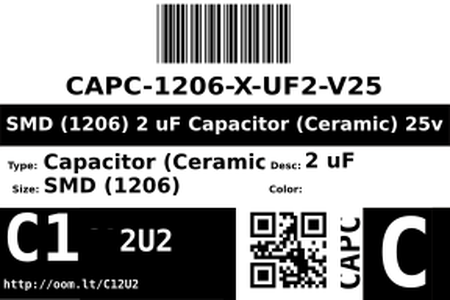 CAPC-1206-X-UF2-V25
SMD (1206) 2 uF Capacitor (Ceramic) 25v
Type: Capacitor (Ceramic Desc: 2 uF
Size: SMD (1206) Color:
C1 2U2
http://oom.lt/C12U2
CAPC
C